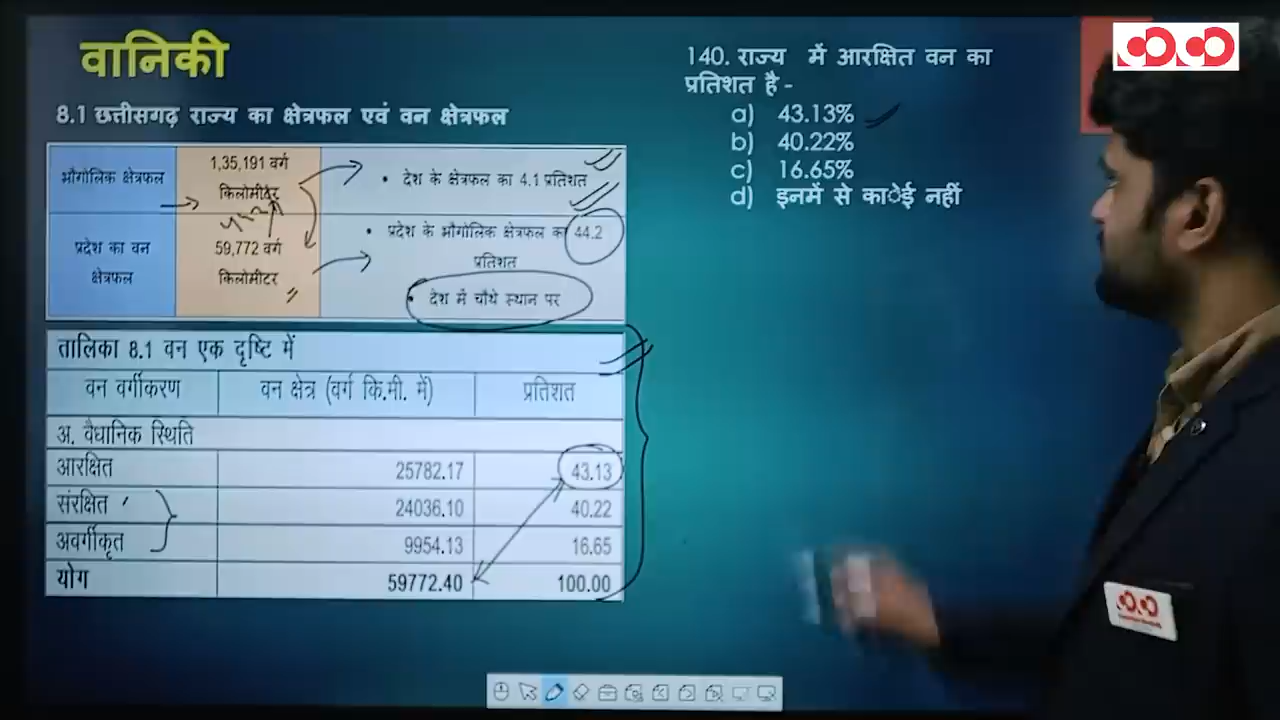 वानिकी
8.1 छत्तीसगढ़ राज्य का क्षेत्रफल एवं वन क्षेत्रफल
भौगोलिक क्षेत्रफल
1,35,191 वर्ग
किलोमीटर
• देश के क्षेत्रफल का 4.1 प्रतिशत
प्रदेश का वन
क्षेत्रफल
59,772 वर्ग
किलोमीटर
• प्रदेश के भौगोलिक क्षेत्रफल का 44.2
प्रतिशत
• देश में चौथे स्थान पर
तालिका 8.1 वन एक दृष्टि में
वन वर्गीकरण वन क्षेत्र (वर्ग कि.मी. में) प्रतिशत
अ. वैधानिक स्थिति
आरक्षित 25782.17 43.13
संरक्षित 24036.10 40.22
अवर्गीकृत 9954.13 16.65
योग 59772.40 100.00
140. राज्य में आरक्षित वन का
प्रतिशत है -
a) 43.13%
b) 40.22%
c) 16.65%
d) इनमें से काेई नहीं